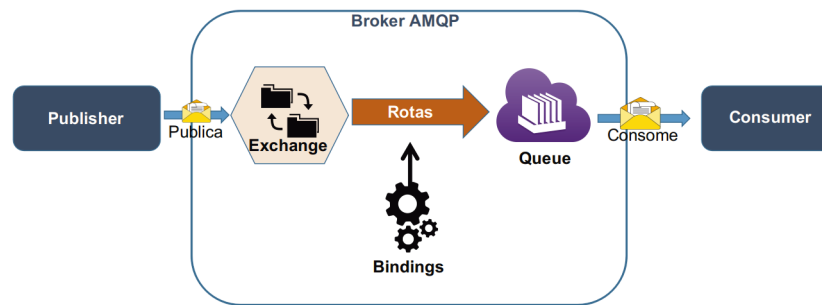 Broker AMQP
Publisher
Publica
Exchange
Rotas
Queue
Consome
Consumer
Bindings